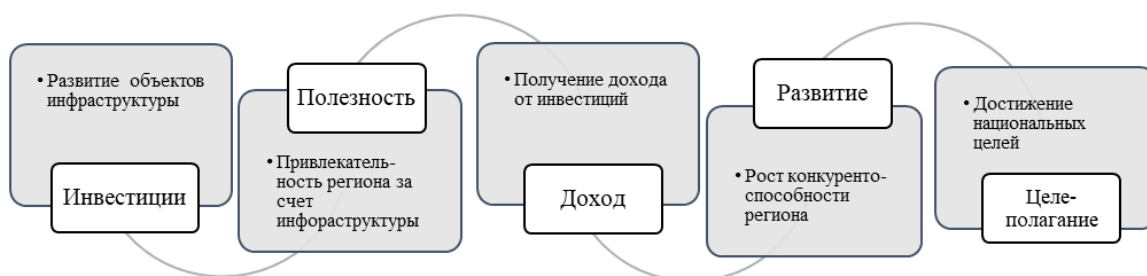 • Развитие объектов
инфраструктуры
Инвестиции
Полезность
• Привлекатель-
ность региона за
счет
инфораструктуры
• Получение дохода
от инвестиций
Доход
Развитие
• Рост конкуренто-
способности
региона
• Достижение
национальных
целей
Целе-
полагание